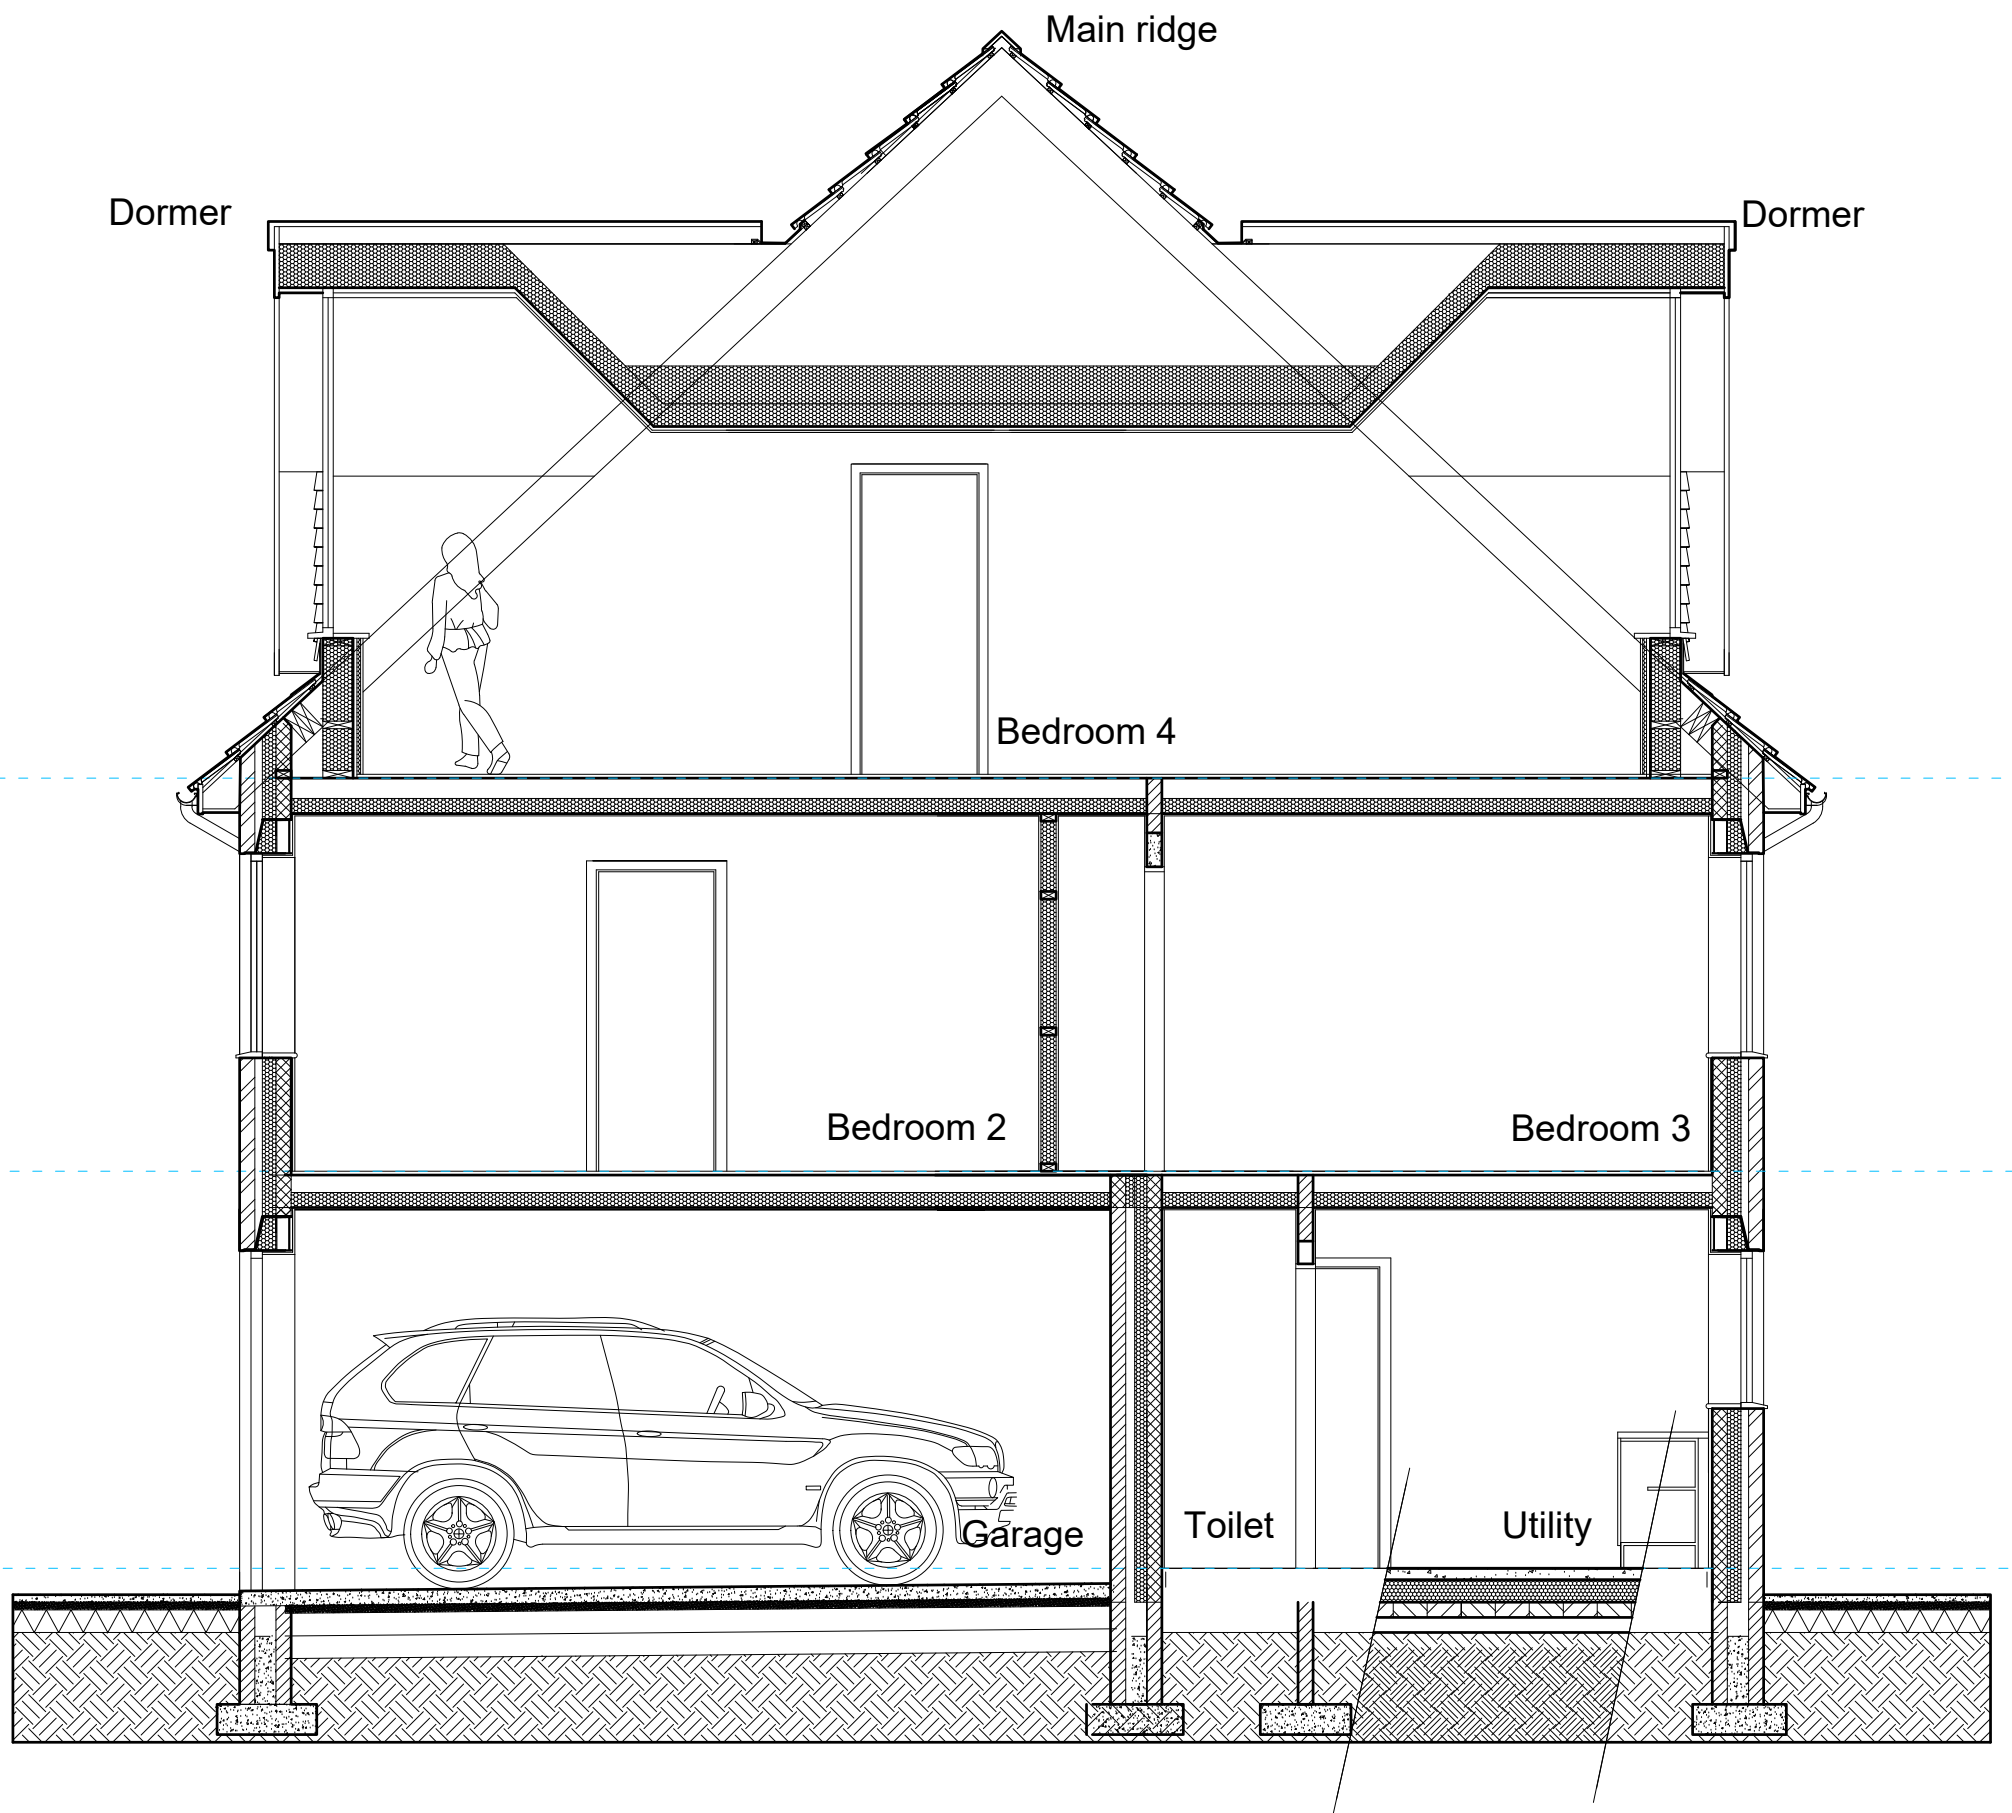 Main ridge
Dormer
Dormer
Bedroom 4
Bedroom 2
Bedroom 3
Garage
Toilet
Utility